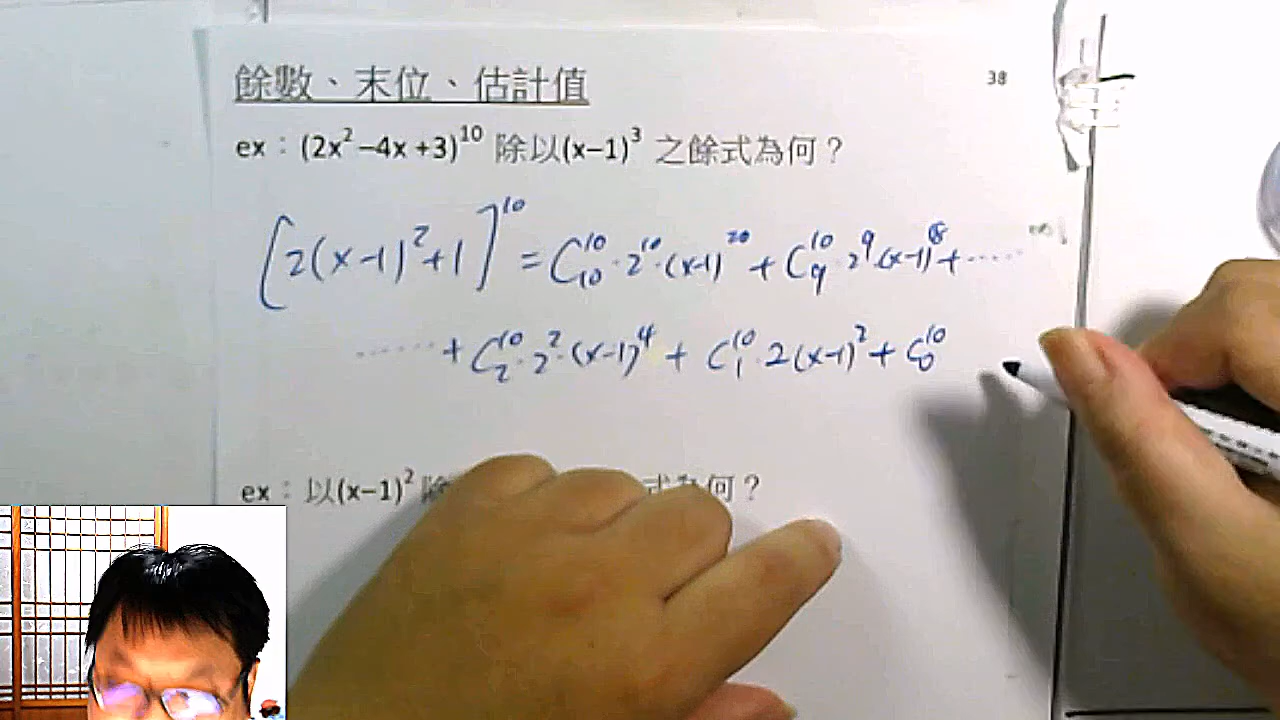 餘數、末位、估計值
38
ex：(2x²−4x+3)¹⁰ 除以(x−1)³ 之餘式為何？
[2(x-1)²+1]¹⁰ = C¹⁰₁₀·2¹⁰·(x-1)²⁰ + C¹⁰₉·2⁹·(x-1)¹⁸+······
······+ C¹⁰₂·2²·(x-1)⁴ + C¹⁰₁·2(x-1)² + C¹⁰₀
ex：以(x−1)² 除 式為何？